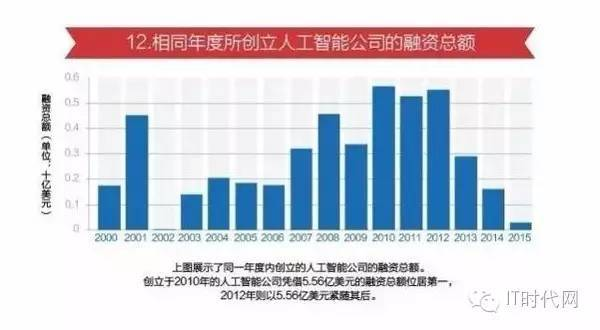 12.相同年度所创立人工智能公司的融资总额
融资总额(单位：十亿美元)
0.6
0.5
0.4
0.3
0.2
0.1
0
2000 2001 2002 2003 2004 2005 2006 2007 2008 2009 2010 2011 2012 2013 2014 2015
上图展示了同一年度内创立的人工智能公司的融资总额。
创立于2010年的人工智能公司凭借5.56亿美元的融资总额位居第一，
2012年则以5.56亿美元紧随其后。
IT时代网